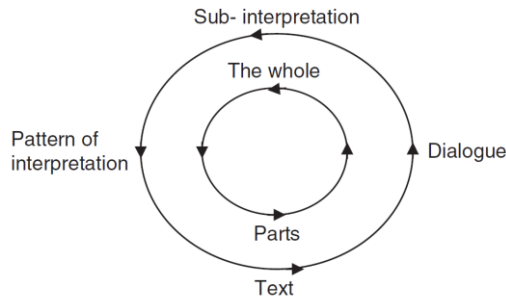 Sub- interpretation
The whole
Pattern of
interpretation
Dialogue
Parts
Text